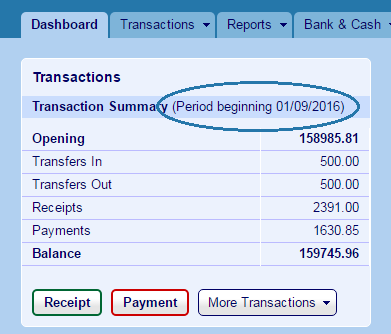 Dashboard Transactions Reports Bank & Cash
Transactions
Transaction Summary (Period beginning 01/09/2016)
Opening 158985.81
Transfers In 500.00
Transfers Out 500.00
Receipts 2391.00
Payments 1630.85
Balance 159745.96
Receipt Payment More Transactions